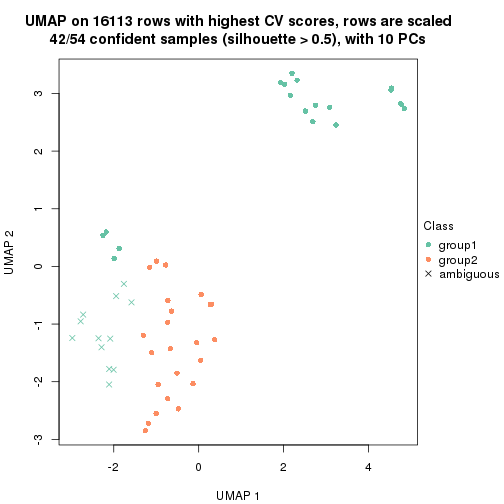 UMAP on 16113 rows with highest CV scores, rows are scaled
42/54 confident samples (silhouette > 0.5), with 10 PCs
UMAP 2
3
2
1
0
-1
-2
-3
-2
0
2
4
UMAP 1
Class
group1
group2
ambiguous